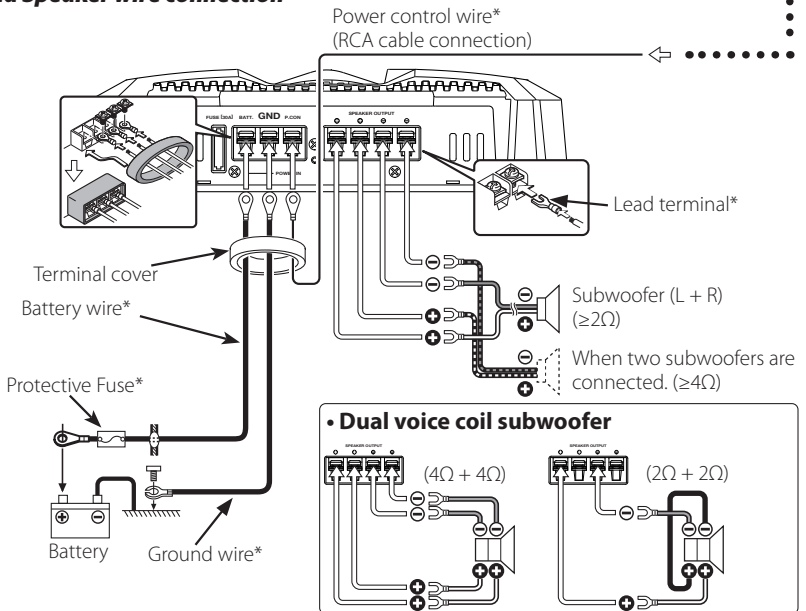 Speaker wire connection
Power control wire*
(RCA cable connection)
FUSE [30A] BATT. GND P.CON
SPEAKER OUTPUT
POWER IN
Lead terminal*
Terminal cover
Battery wire*
Subwoofer (L + R)
(≥2Ω)
When two subwoofers are
connected. (≥4Ω)
Protective Fuse*
Battery
Ground wire*
• Dual voice coil subwoofer
SPEAKER OUTPUT
(4Ω + 4Ω)
SPEAKER OUTPUT
(2Ω + 2Ω)